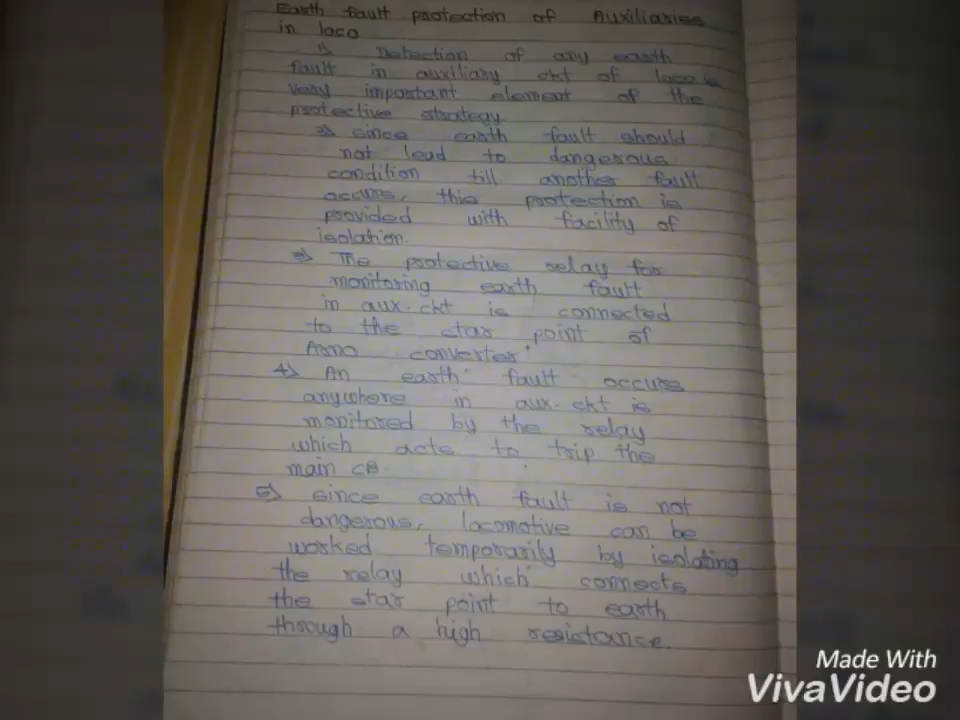 Earth fault protection of Auxiliaries
in loco
1) Detection of any earth
fault in auxiliary ckt of loco is
very important element of the
protective strategy
2) since earth fault should
not lead to dangerous
condition till another fault
occurs, this protection is
provided with facility of
isolation.
3) The protective relay for
monitoring earth fault
in aux. ckt is connected
to the star point of
Arno converter
4) An earth fault occurs
anywhere in aux. ckt is
monitored by the relay
which acts to trip the
main CB.
5) since earth fault is not
dangerous, locomotive can be
worked temporarily by isolating
the relay which connects
the star point to earth
through a high resistance.
Made With
VivaVideo